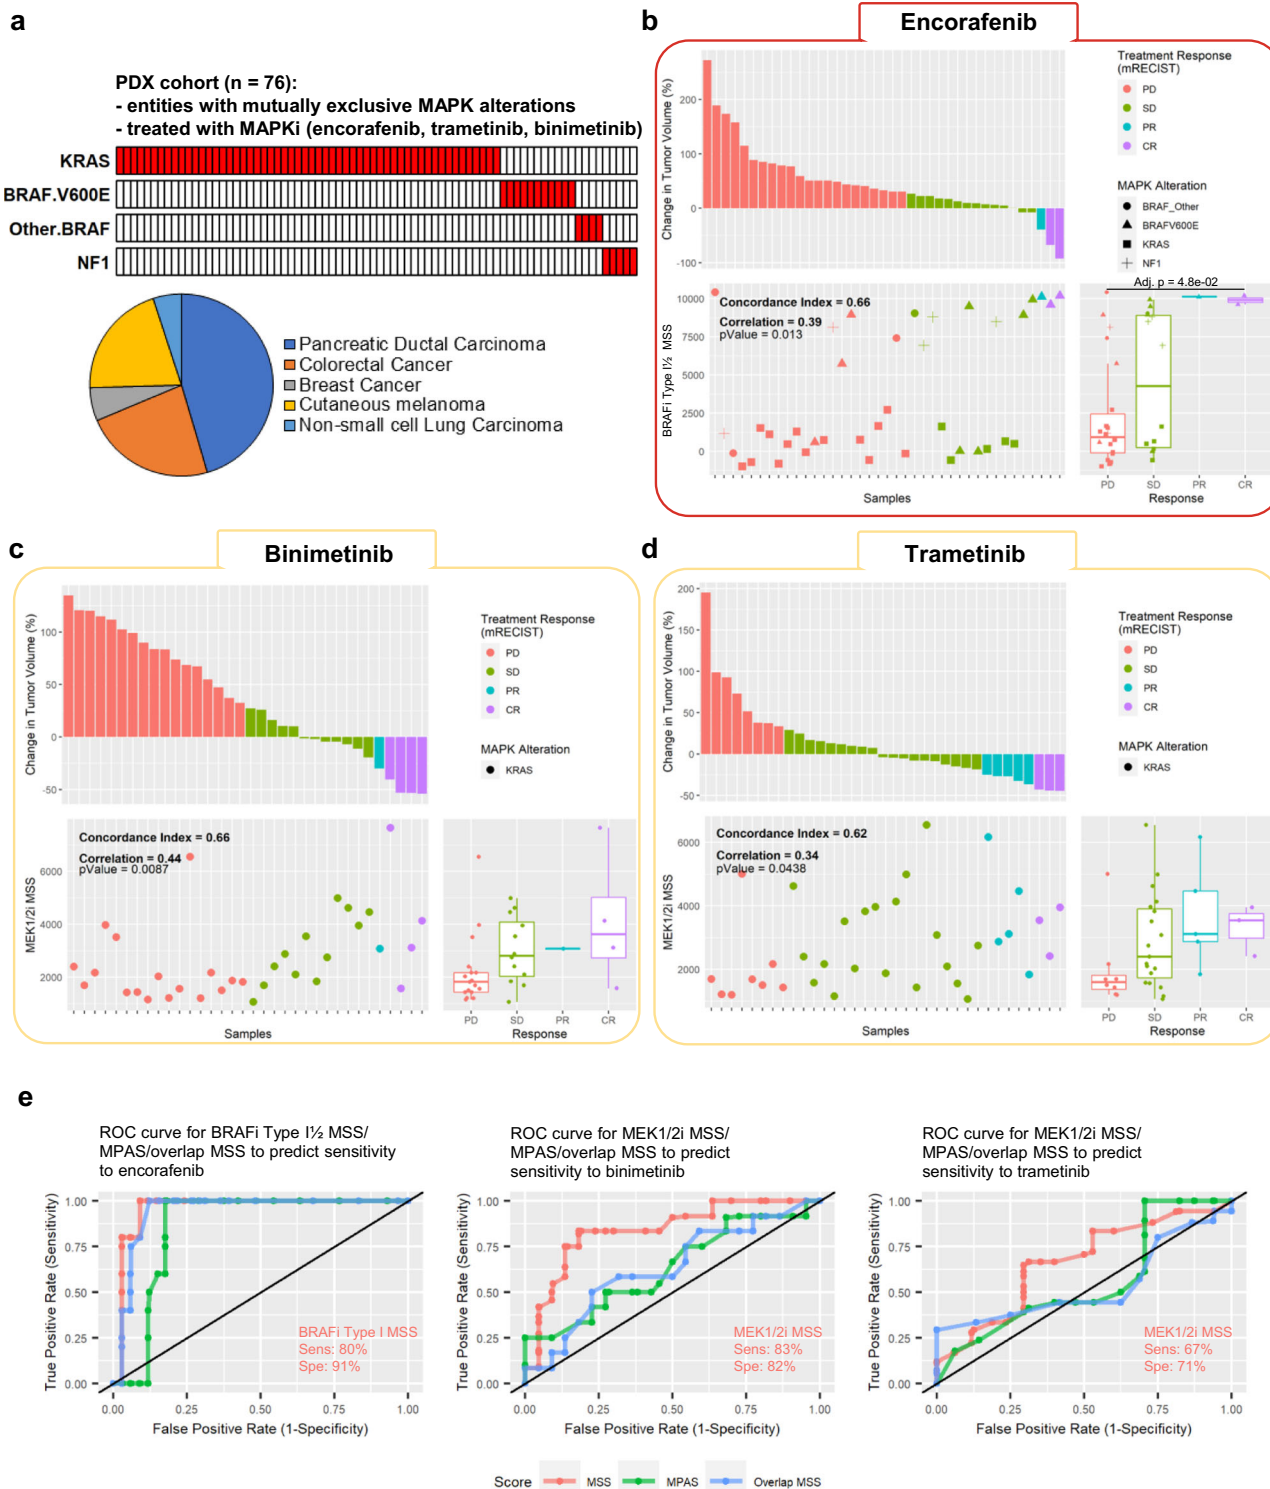 a
PDX cohort (n = 76):
- entities with mutually exclusive MAPK alterations
- treated with MAPKi (encorafenib, trametinib, binimetinib)
KRAS
BRAF.V600E
Other.BRAF
NF1
Pancreatic Ductal Carcinoma
Colorectal Cancer
Breast Cancer
Cutaneous melanoma
Non-small cell Lung Carcinoma
b
Encorafenib
Change in Tumor Volume (%)
200
100
0
-100
Treatment Response
(mRECIST)
PD
SD
PR
CR
MAPK Alteration
BRAF_Other
BRAFV600E
KRAS
NF1
BRAFi Type I½ MSS
10000
7500
5000
2500
0
Concordance Index = 0.66
Correlation = 0.39
pValue = 0.013
Samples
Adj. p = 4.8e-02
PD SD PR CR
Response
c
Binimetinib
Change in Tumor Volume (%)
100
50
0
-50
Treatment Response
(mRECIST)
PD
SD
PR
CR
MAPK Alteration
KRAS
MEK1/2i MSS
6000
4000
2000
Concordance Index = 0.66
Correlation = 0.44
pValue = 0.0087
Samples
PD SD PR CR
Response
d
Trametinib
Change in Tumor Volume (%)
200
150
100
50
0
-50
Treatment Response
(mRECIST)
PD
SD
PR
CR
MAPK Alteration
KRAS
MEK1/2i MSS
6000
4000
2000
Concordance Index = 0.62
Correlation = 0.34
pValue = 0.0438
Samples
PD SD PR CR
Response
e
ROC curve for BRAFi Type I½ MSS/
MPAS/overlap MSS to predict sensitivity
to encorafenib
True Positive Rate (Sensitivity)
1.00
0.75
0.50
0.25
0.00
BRAFi Type I MSS
Sens: 80%
Spe: 91%
0.00 0.25 0.50 0.75 1.00
False Positive Rate (1-Specificity)
ROC curve for MEK1/2i MSS/
MPAS/overlap MSS to predict
sensitivity to binimetinib
True Positive Rate (Sensitivity)
1.00
0.75
0.50
0.25
0.00
MEK1/2i MSS
Sens: 83%
Spe: 82%
0.00 0.25 0.50 0.75 1.00
False Positive Rate (1-Specificity)
ROC curve for MEK1/2i MSS/
MPAS/overlap MSS to predict
sensitivity to trametinib
True Positive Rate (Sensitivity)
1.00
0.75
0.50
0.25
0.00
MEK1/2i MSS
Sens: 67%
Spe: 71%
0.00 0.25 0.50 0.75 1.00
False Positive Rate (1-Specificity)
Score MSS MPAS Overlap MSS